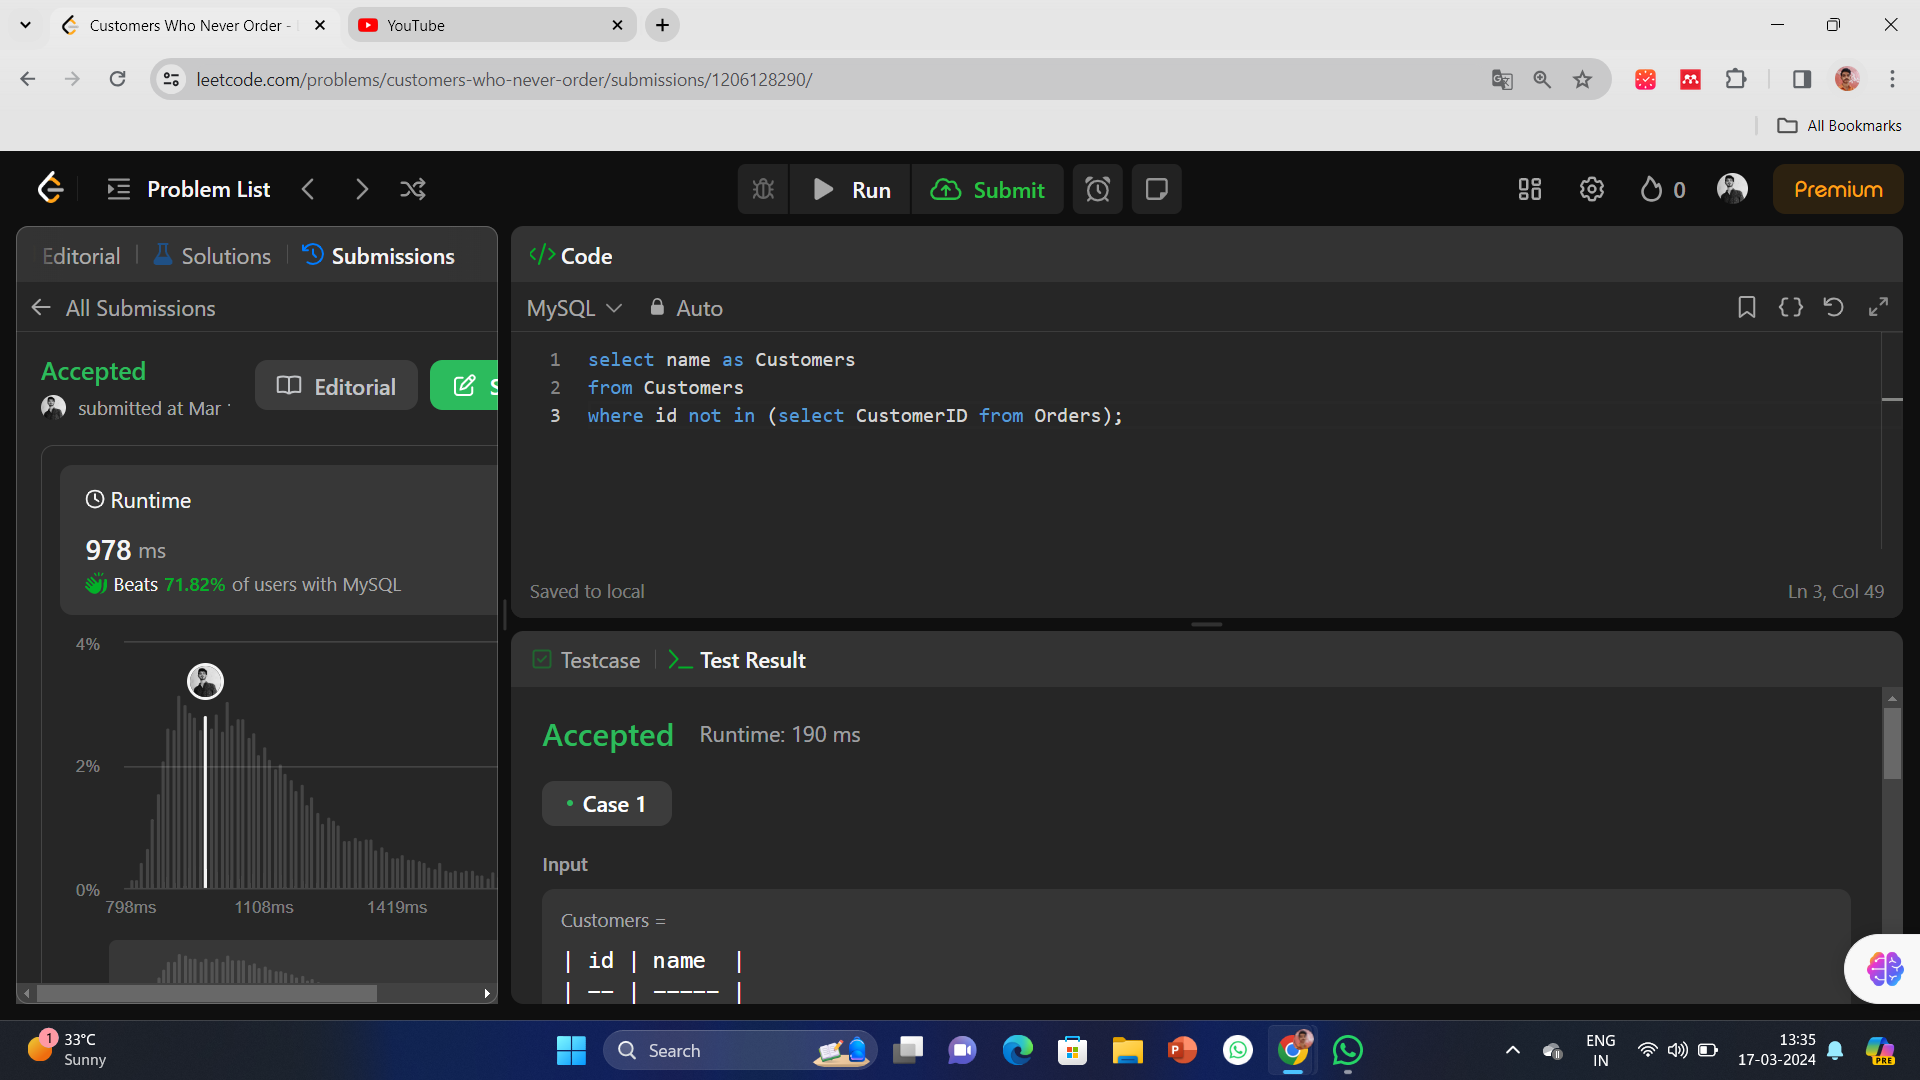 Customers Who Never Order -
YouTube
leetcode.com/problems/customers-who-never-order/submissions/1206128290/
All Bookmarks
Problem List
Run
Submit
0
Premium
Editorial
Solutions
Submissions
All Submissions
Accepted
submitted at Mar
Editorial
S
Runtime
978 ms
Beats 71.82% of users with MySQL
4%
2%
0%
798ms 1108ms 1419ms
</> Code
MySQL
Auto
1 select name as Customers
2 from Customers
3 where id not in (select CustomerID from Orders);
Saved to local
Ln 3, Col 49
Testcase
Test Result
Accepted Runtime: 190 ms
• Case 1
Input
Customers =
| id | name |
| -- | ----- |
1
33°C
Sunny
Search
ENG
IN
13:35
17-03-2024
PRE